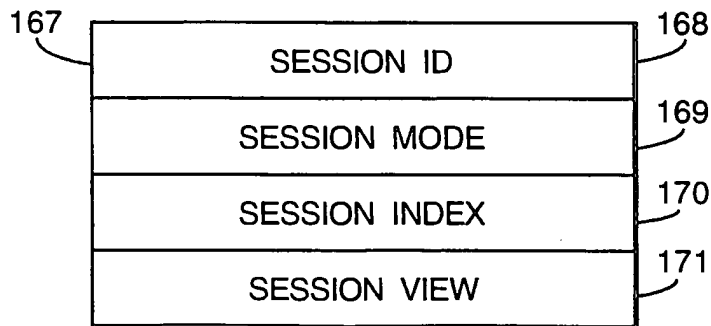 167
168
SESSION ID
169
SESSION MODE
170
SESSION INDEX
171
SESSION VIEW